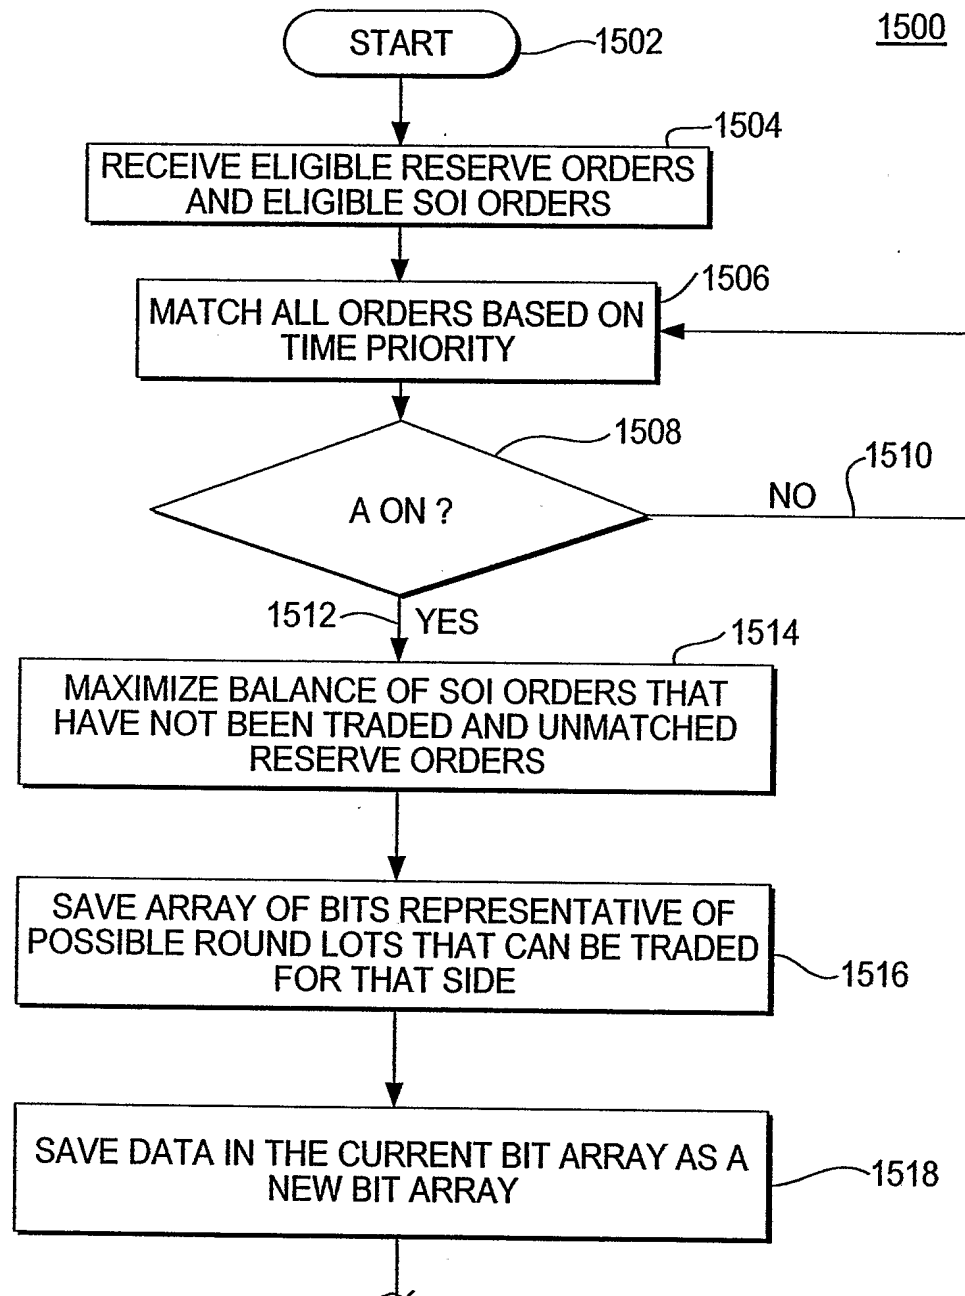 1500
START
1502
1504
RECEIVE ELIGIBLE RESERVE ORDERS
AND ELIGIBLE SOI ORDERS
1506
MATCH ALL ORDERS BASED ON
TIME PRIORITY
1508
A ON ?
1510
NO
1512
YES
1514
MAXIMIZE BALANCE OF SOI ORDERS THAT
HAVE NOT BEEN TRADED AND UNMATCHED
RESERVE ORDERS
SAVE ARRAY OF BITS REPRESENTATIVE OF
POSSIBLE ROUND LOTS THAT CAN BE TRADED
FOR THAT SIDE
1516
SAVE DATA IN THE CURRENT BIT ARRAY AS A
NEW BIT ARRAY
1518